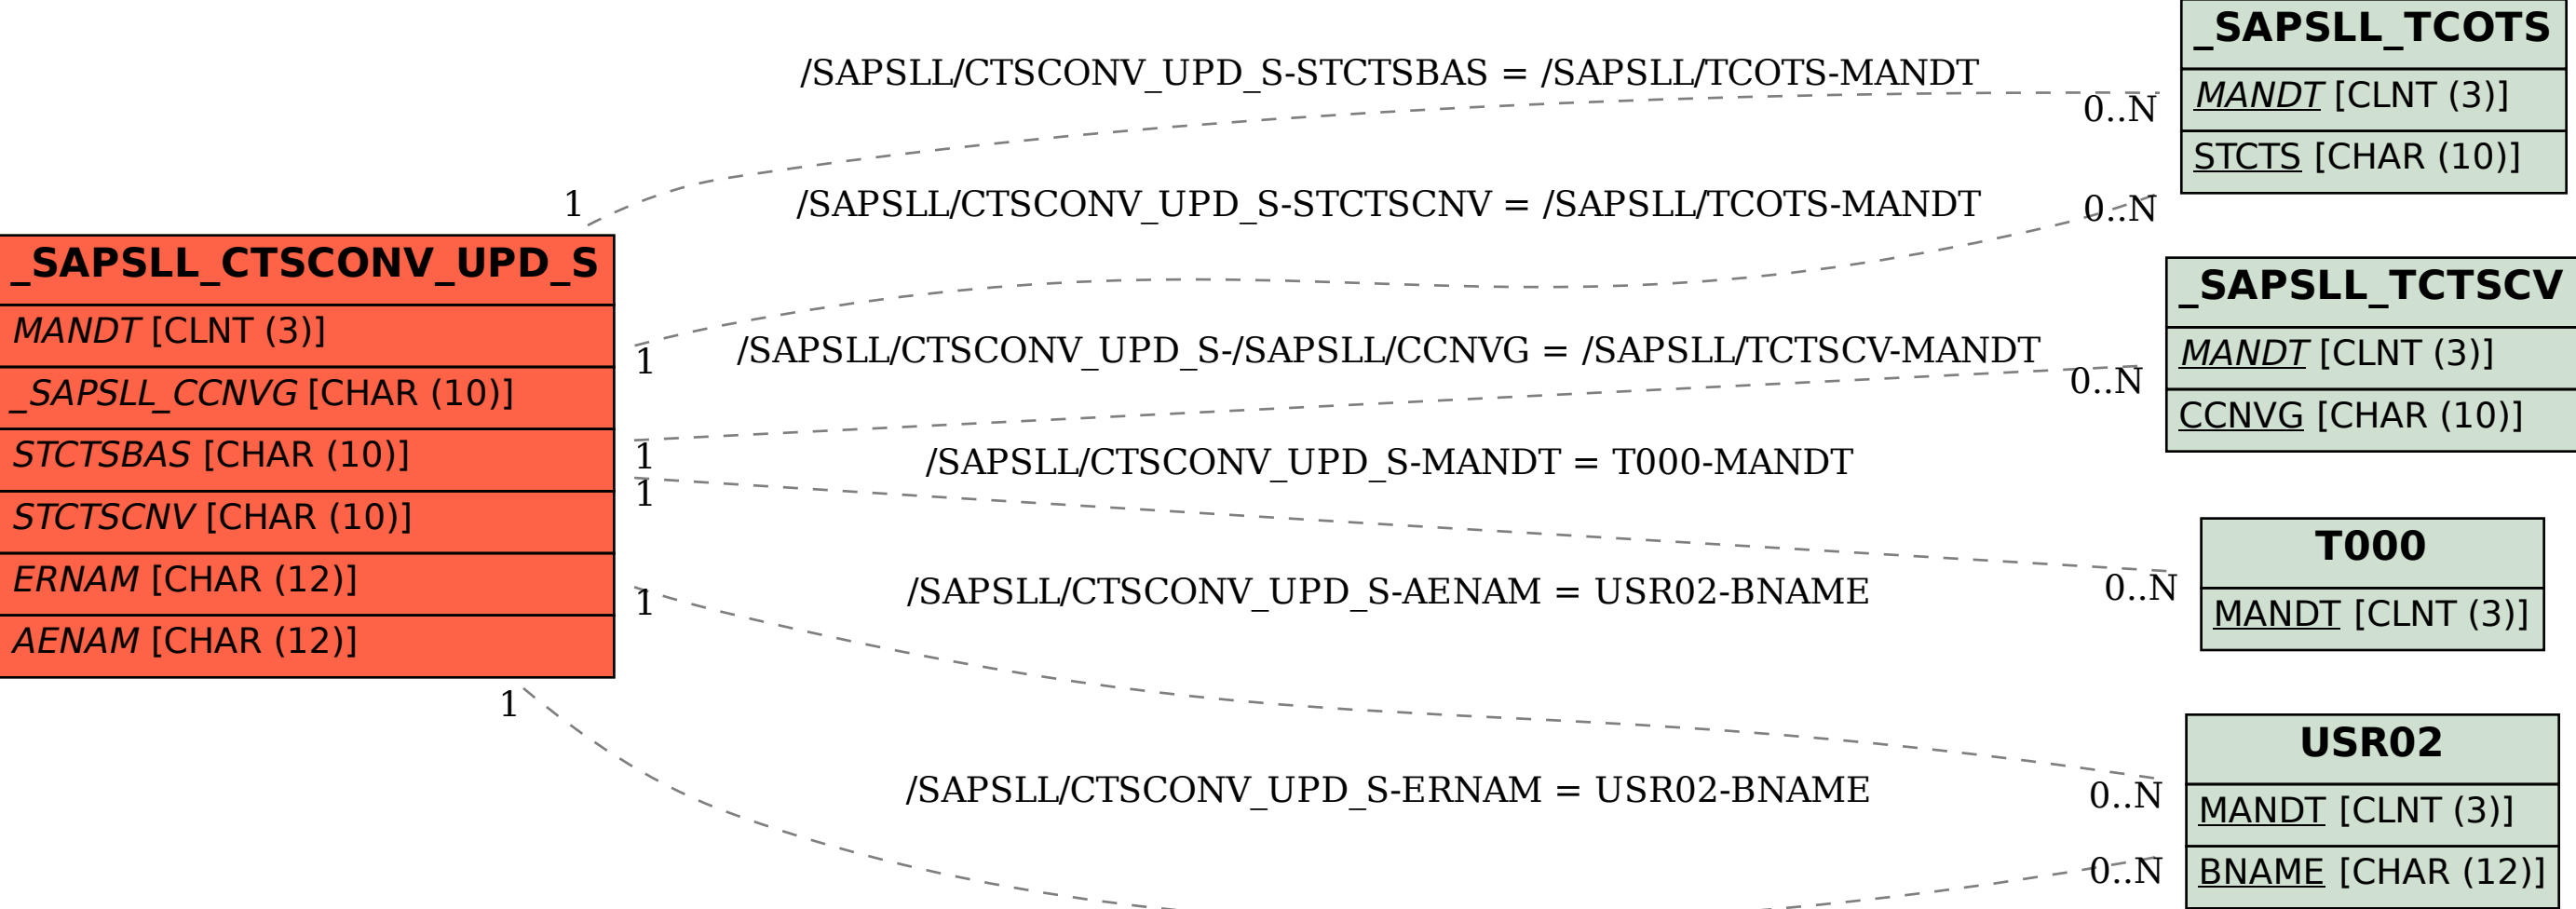 _SAPSLL_CTSCONV_UPD_S
MANDT [CLNT (3)]
_SAPSLL_CCNVG [CHAR (10)]
STCTSBAS [CHAR (10)]
STCTSCNV [CHAR (10)]
ERNAM [CHAR (12)]
AENAM [CHAR (12)]
/SAPSLL/CTSCONV_UPD_S-STCTSBAS = /SAPSLL/TCOTS-MANDT
1
0..N
/SAPSLL/CTSCONV_UPD_S-STCTSCNV = /SAPSLL/TCOTS-MANDT
1
0..N
/SAPSLL/CTSCONV_UPD_S-/SAPSLL/CCNVG = /SAPSLL/TCTSCV-MANDT
1
0..N
/SAPSLL/CTSCONV_UPD_S-MANDT = T000-MANDT
1
0..N
/SAPSLL/CTSCONV_UPD_S-AENAM = USR02-BNAME
1
0..N
/SAPSLL/CTSCONV_UPD_S-ERNAM = USR02-BNAME
1
0..N
_SAPSLL_TCOTS
MANDT [CLNT (3)]
STCTS [CHAR (10)]
_SAPSLL_TCTSCV
MANDT [CLNT (3)]
CCNVG [CHAR (10)]
T000
MANDT [CLNT (3)]
USR02
MANDT [CLNT (3)]
BNAME [CHAR (12)]